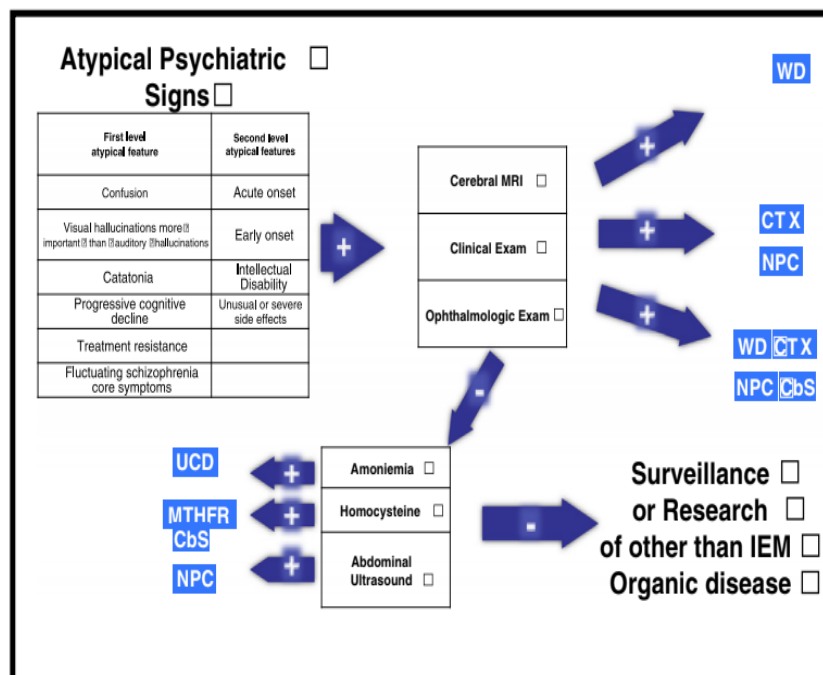 Atypical Psychiatric
Signs
First level
atypical feature
Second level
atypical features
Confusion
Acute onset
Visual hallucinations more
important than auditory hallucinations
Early onset
Catatonia
Intellectual
Disability
Progressive cognitive
decline
Unusual or severe
side effects
Treatment resistance
Fluctuating schizophrenia
core symptoms
+
Cerebral MRI
Clinical Exam
Ophthalmologic Exam
+
WD
+
CTX
NPC
+
WD CTX
NPC CbS
-
Amoniemia
Homocysteine
Abdominal
Ultrasound
+
UCD
+
MTHFR
CbS
+
NPC
-
Surveillance
or Research
of other than IEM
Organic disease